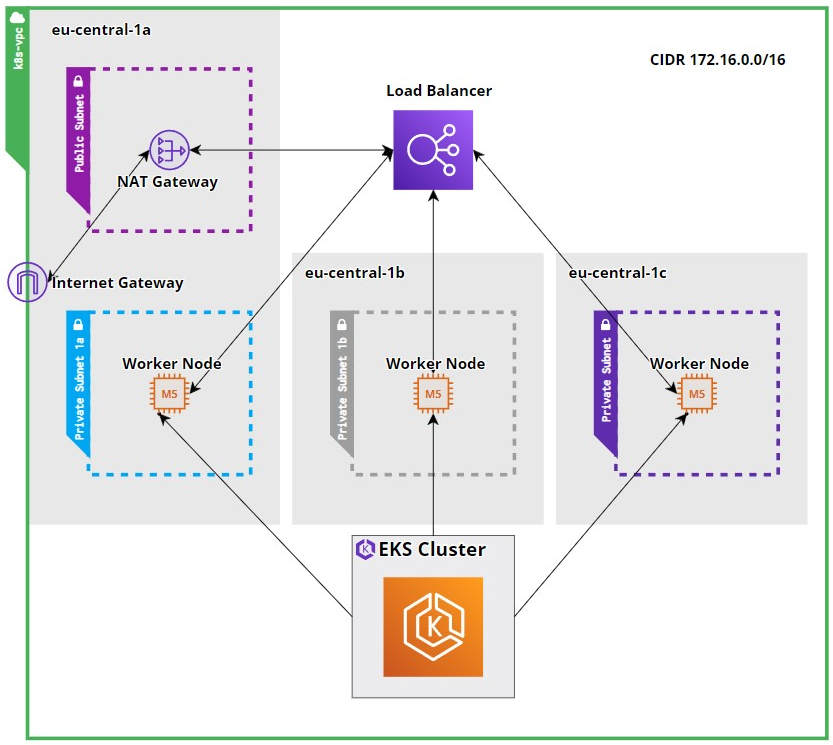 k8s-vpc
eu-central-1a
CIDR 172.16.0.0/16
Public Subnet
NAT Gateway
Load Balancer
Internet Gateway
eu-central-1b
eu-central-1c
Private Subnet 1a
Worker Node
M5
Private Subnet 1b
Worker Node
M5
Private Subnet
Worker Node
M5
K EKS Cluster
K